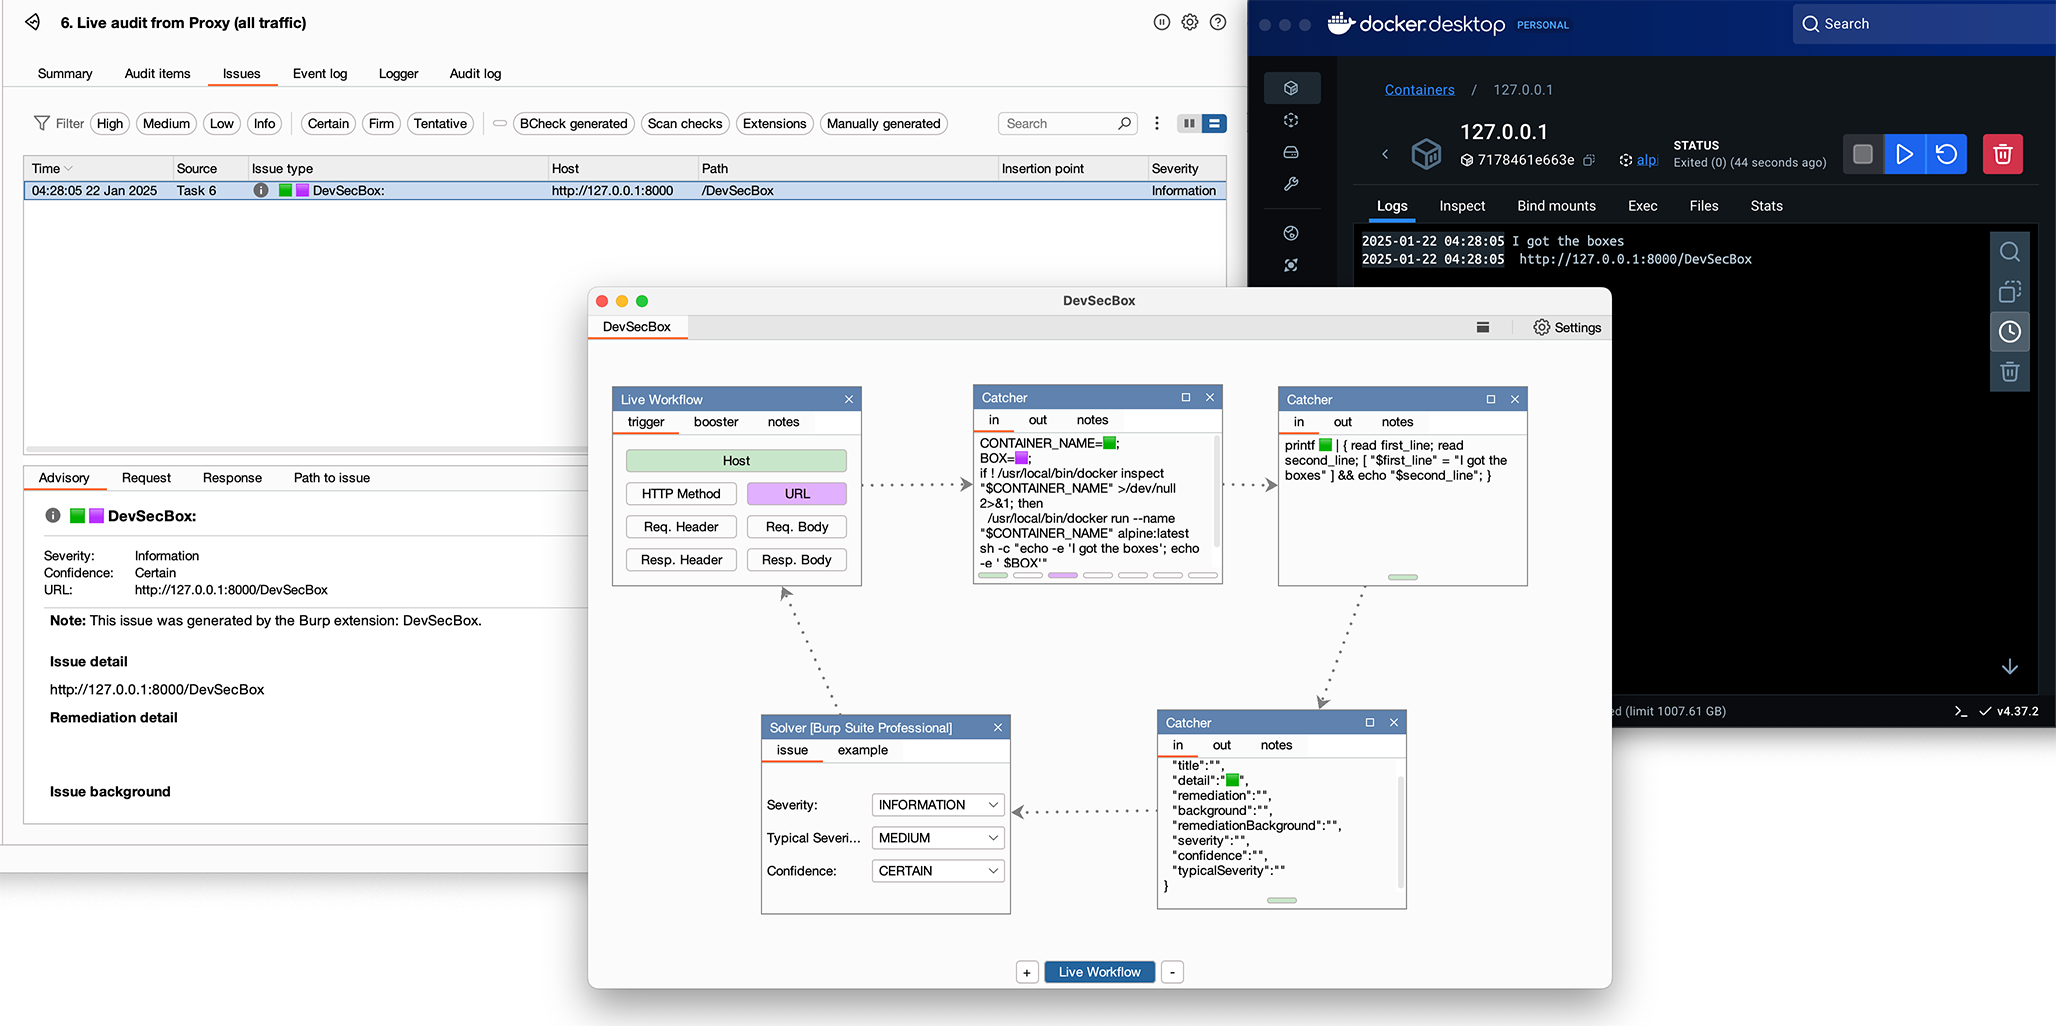 6. Live audit from Proxy (all traffic)
Summary
Audit items
Issues
Event log
Logger
Audit log
Filter
High
Medium
Low
Info
Certain
Firm
Tentative
BCheck generated
Scan checks
Extensions
Manually generated
Search
Time
Source
Issue type
Host
Path
Insertion point
Severity
04:28:05 22 Jan 2025
Task 6
DevSecBox:
http://127.0.0.1:8000
/DevSecBox
Information
Advisory
Request
Response
Path to issue
DevSecBox:
Severity: Information
Confidence: Certain
URL: http://127.0.0.1:8000/DevSecBox
Note: This issue was generated by the Burp extension: DevSecBox.
Issue detail
http://127.0.0.1:8000/DevSecBox
Remediation detail
Issue background
docker.desktop PERSONAL
Search
Containers / 127.0.0.1
127.0.0.1
7178461e663e
alpi
STATUS
Exited (0) (44 seconds ago)
Logs
Inspect
Bind mounts
Exec
Files
Stats
2025-01-22 04:28:05 I got the boxes
2025-01-22 04:28:05 http://127.0.0.1:8000/DevSecBox
ed (limit 1007.61 GB)
v4.37.2
DevSecBox
DevSecBox
Settings
Live Workflow
trigger
booster
notes
Host
HTTP Method
URL
Req. Header
Req. Body
Resp. Header
Resp. Body
Catcher
in
out
notes
CONTAINER_NAME=🟩;
BOX=🟪;
if ! /usr/local/bin/docker inspect
"$CONTAINER_NAME" >/dev/null
2>&1; then
/usr/local/bin/docker run --name
"$CONTAINER_NAME" alpine:latest
sh -c "echo -e 'I got the boxes'; echo
-e ' $BOX'"
Catcher
in
out
notes
printf 🟩 | { read first_line; read
second_line; [ "$first_line" = "I got the
boxes" ] && echo "$second_line"; }
Solver [Burp Suite Professional]
issue
example
Severity: INFORMATION
Typical Severi... MEDIUM
Confidence: CERTAIN
Catcher
in
out
notes
"title":"",
"detail":"🟩",
"remediation":"",
"background":"",
"remediationBackground":"",
"severity":"",
"confidence":"",
"typicalSeverity":""
}
+
Live Workflow
-